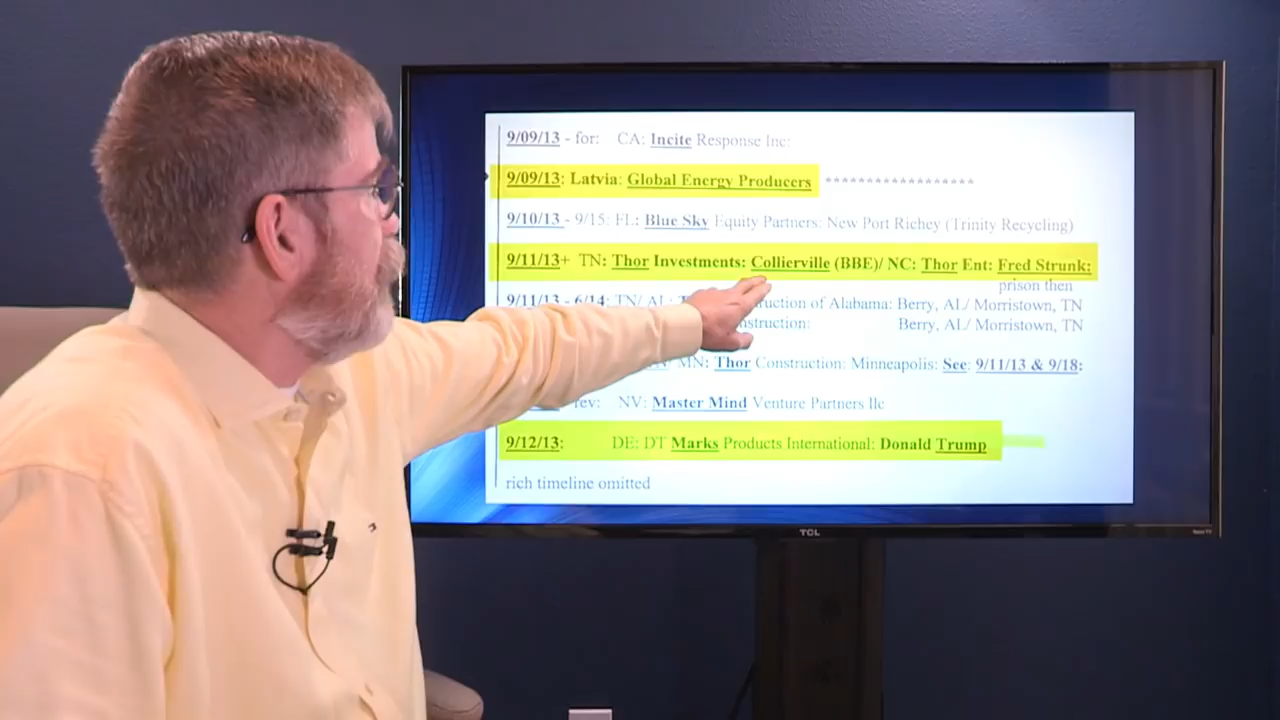 9/09/13 - for: CA: Incite Response Inc:
9/09/13: Latvia: Global Energy Producers ******************
9/10/13 - 9/15: FL: Blue Sky Equity Partners: New Port Richey (Trinity Recycling)
9/11/13+ TN: Thor Investments: Collierville (BBE)/ NC: Thor Ent: Fred Strunk:
prison then
9/11/13 - 6/14: TN/ AL: of Alabama: Berry, AL/ Morristown, TN
Berry, AL/ Morristown, TN
MN: Thor Construction: Minneapolis: See: 9/11/13 & 9/18:
rev: NV: Master Mind Venture Partners llc
9/12/13: DE: DT Marks Products International: Donald Trump
rich timeline omitted
TCL